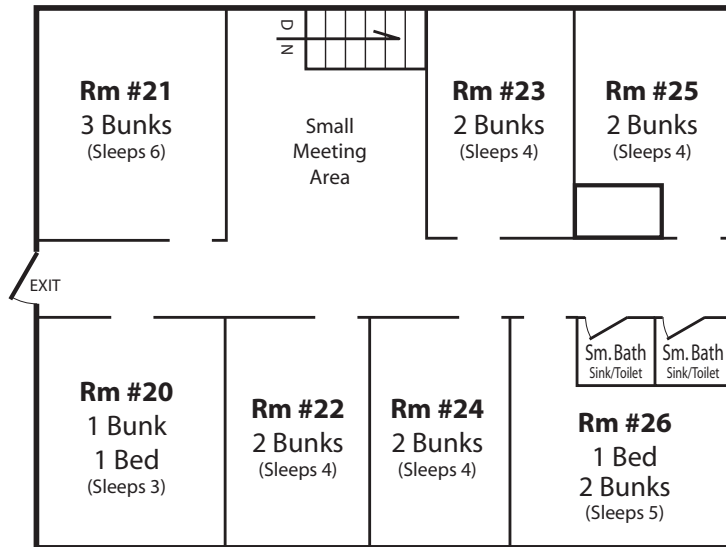 Rm #21
3 Bunks
(Sleeps 6)
DN
Small
Meeting
Area
Rm #23
2 Bunks
(Sleeps 4)
Rm #25
2 Bunks
(Sleeps 4)
EXIT
Rm #20
1 Bunk
1 Bed
(Sleeps 3)
Rm #22
2 Bunks
(Sleeps 4)
Rm #24
2 Bunks
(Sleeps 4)
Sm. Bath
Sink/Toilet
Sm. Bath
Sink/Toilet
Rm #26
1 Bed
2 Bunks
(Sleeps 5)